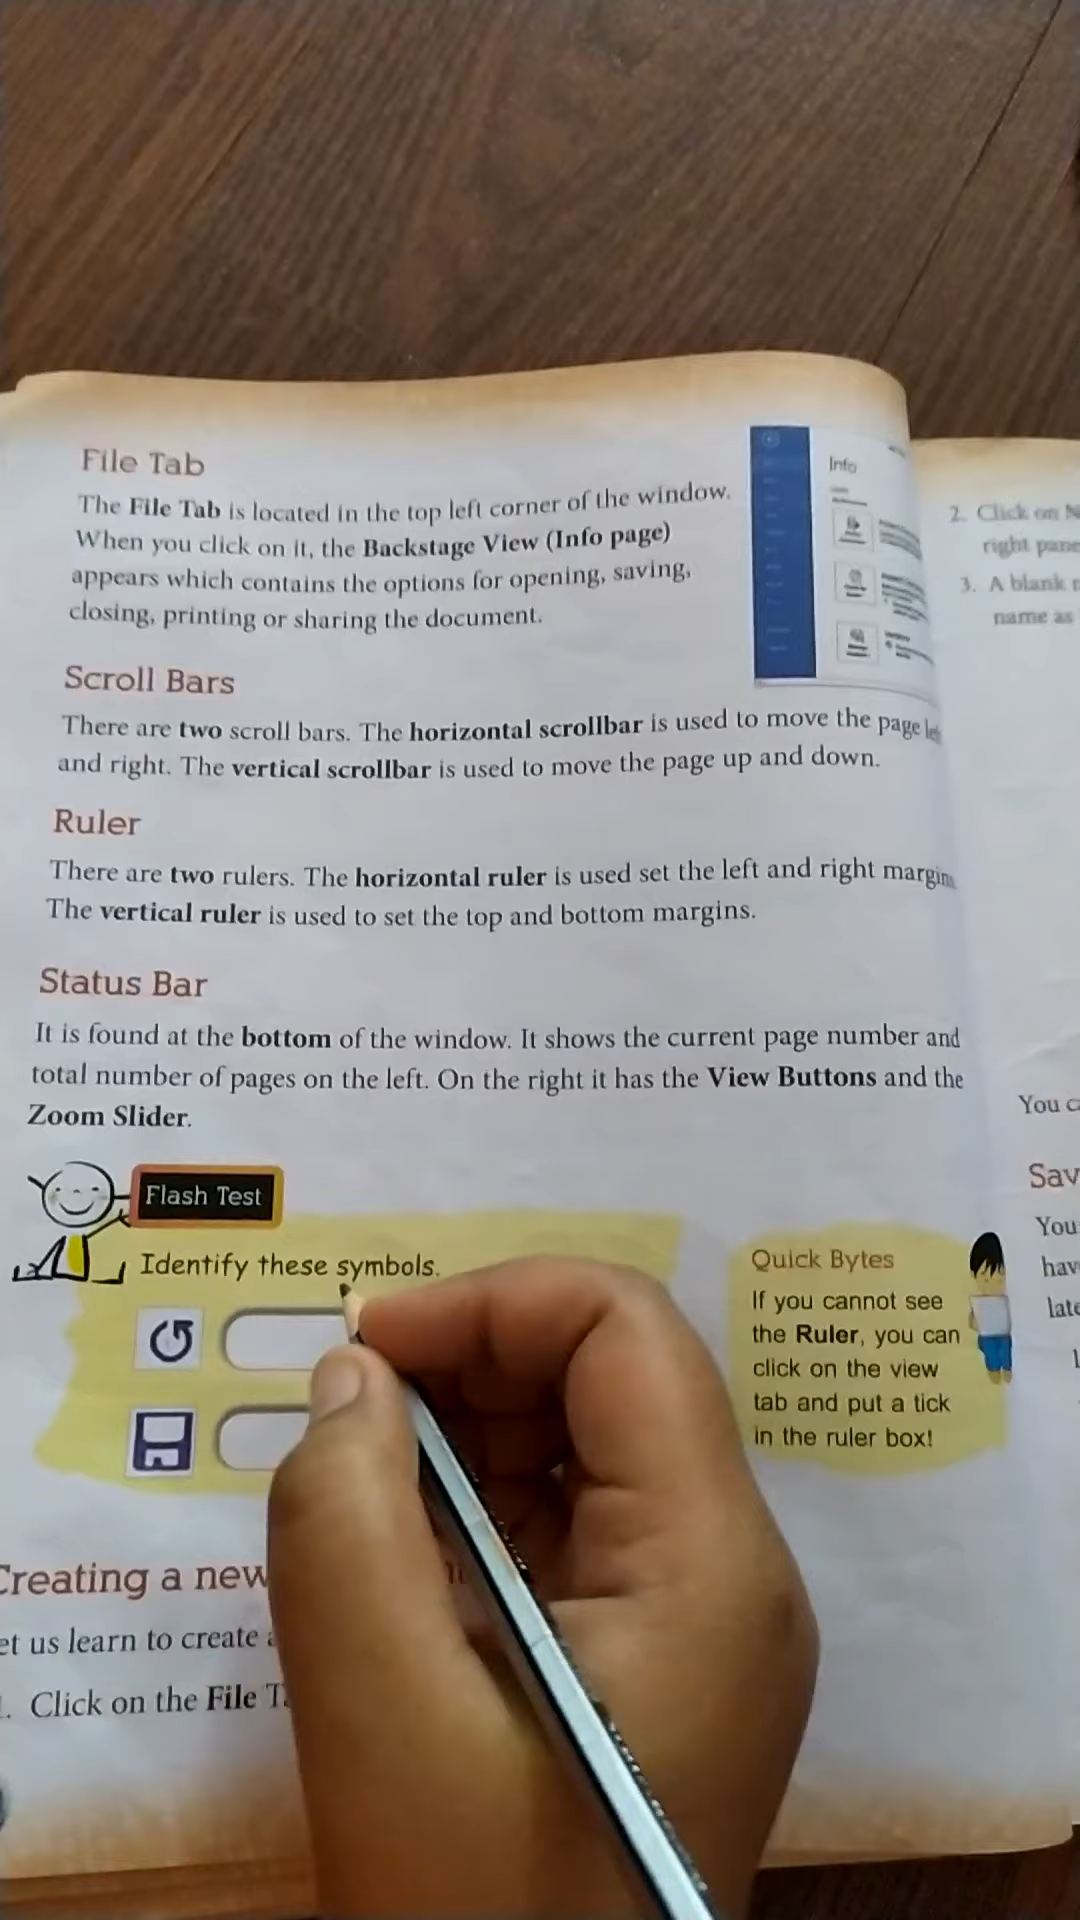 File Tab
The File Tab is located in the top left corner of the window.
When you click on it, the Backstage View (Info page)
appears which contains the options for opening, saving,
closing, printing or sharing the document.
Info
Scroll Bars
There are two scroll bars. The horizontal scrollbar is used to move the page
and right. The vertical scrollbar is used to move the page up and down.
Ruler
There are two rulers. The horizontal ruler is used set the left and right
The vertical ruler is used to set the top and bottom margins.
Status Bar
It is found at the bottom of the window. It shows the current page number and
total number of pages on the left. On the right it has the View Buttons and the
Zoom Slider.
Flash Test
Identify these symbols.
Quick Bytes
If you cannot see
the Ruler, you can
click on the view
tab and put a tick
in the ruler box!
Creating a new
et us learn to create
. Click on the File
2. Click on
right
3. A blank
name as
You
Sav
You
hav
late